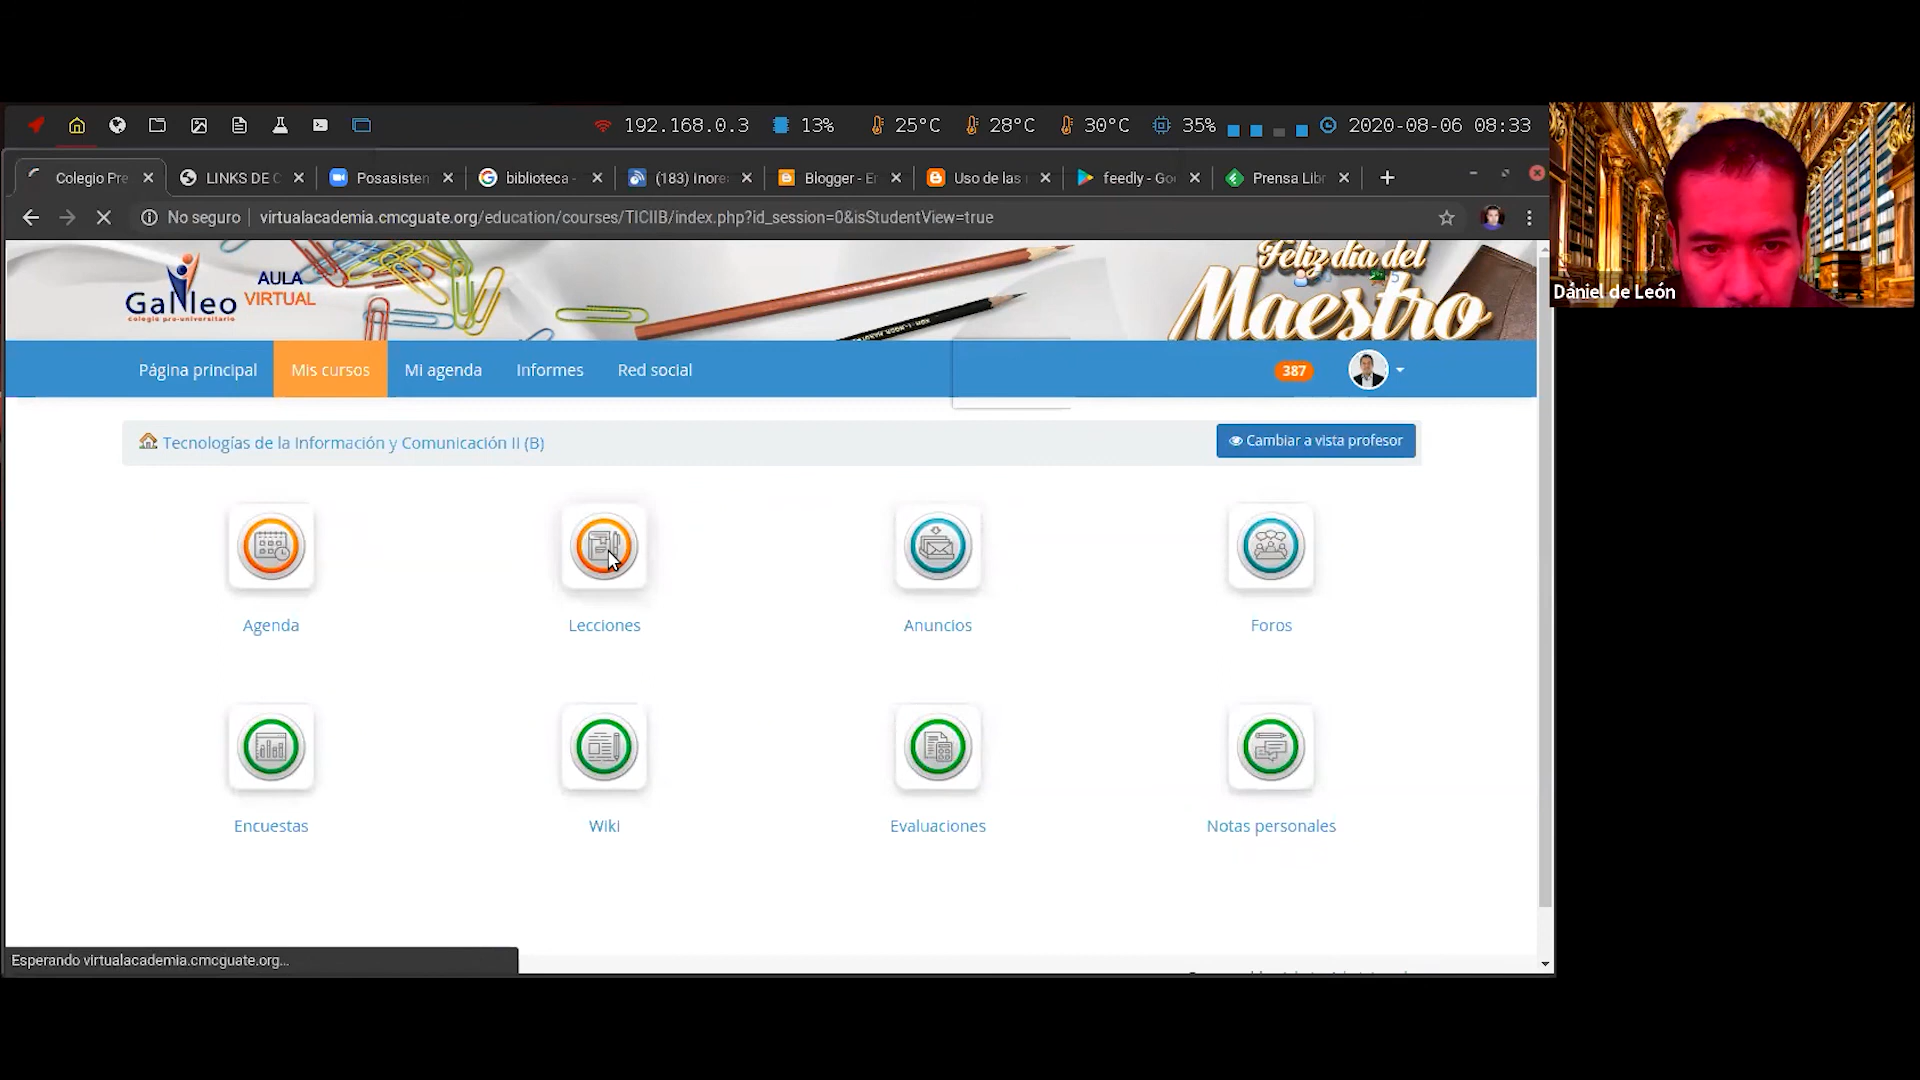 192.168.0.3 13% 25°C 28°C 30°C 35% 2020-08-06 08:33
Colegio Pre LINKS DE C Posasisten biblioteca - (183) Inore Blogger - E Uso de las feedly - Go Prensa Libr
No seguro virtualacademia.cmcguate.org/education/courses/TICIIB/index.php?id_session=0&isStudentView=true
Galileo
colegio pre-universitario
AULA
VIRTUAL
Feliz día del
Maestro
Dániel de León
Página principal Mis cursos Mi agenda Informes Red social 387
Tecnologías de la Información y Comunicación II (B) Cambiar a vista profesor
Agenda Lecciones Anuncios Foros
Encuestas Wiki Evaluaciones Notas personales
Esperando virtualacademia.cmcguate.org...